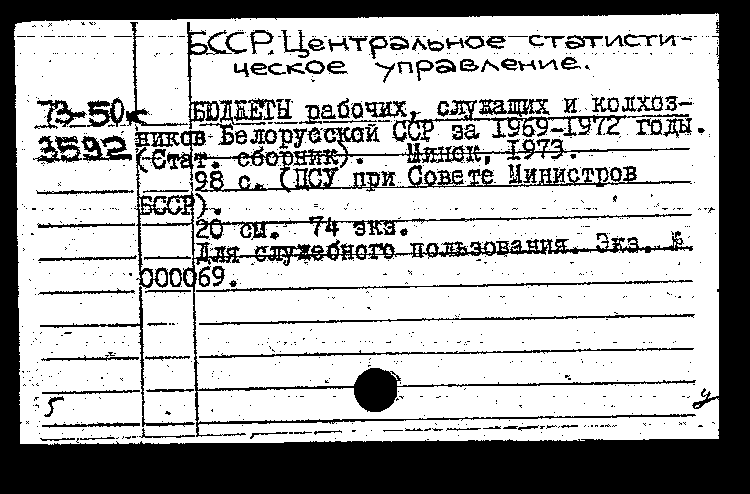 БССР. Центральное статисти-
ческое управление.
73-50к БЮДЖЕТЫ рабочих, служащих и колхоз-
3592 ников Белорусской ССР за 1969-1972 годы.
(Стат. сборник). Минск, 1973.
98 с. (ЦСУ при Совете Министров
БССР).
20 см. 74 экз.
Для служебного пользования. Экз. №
000069.
5 у